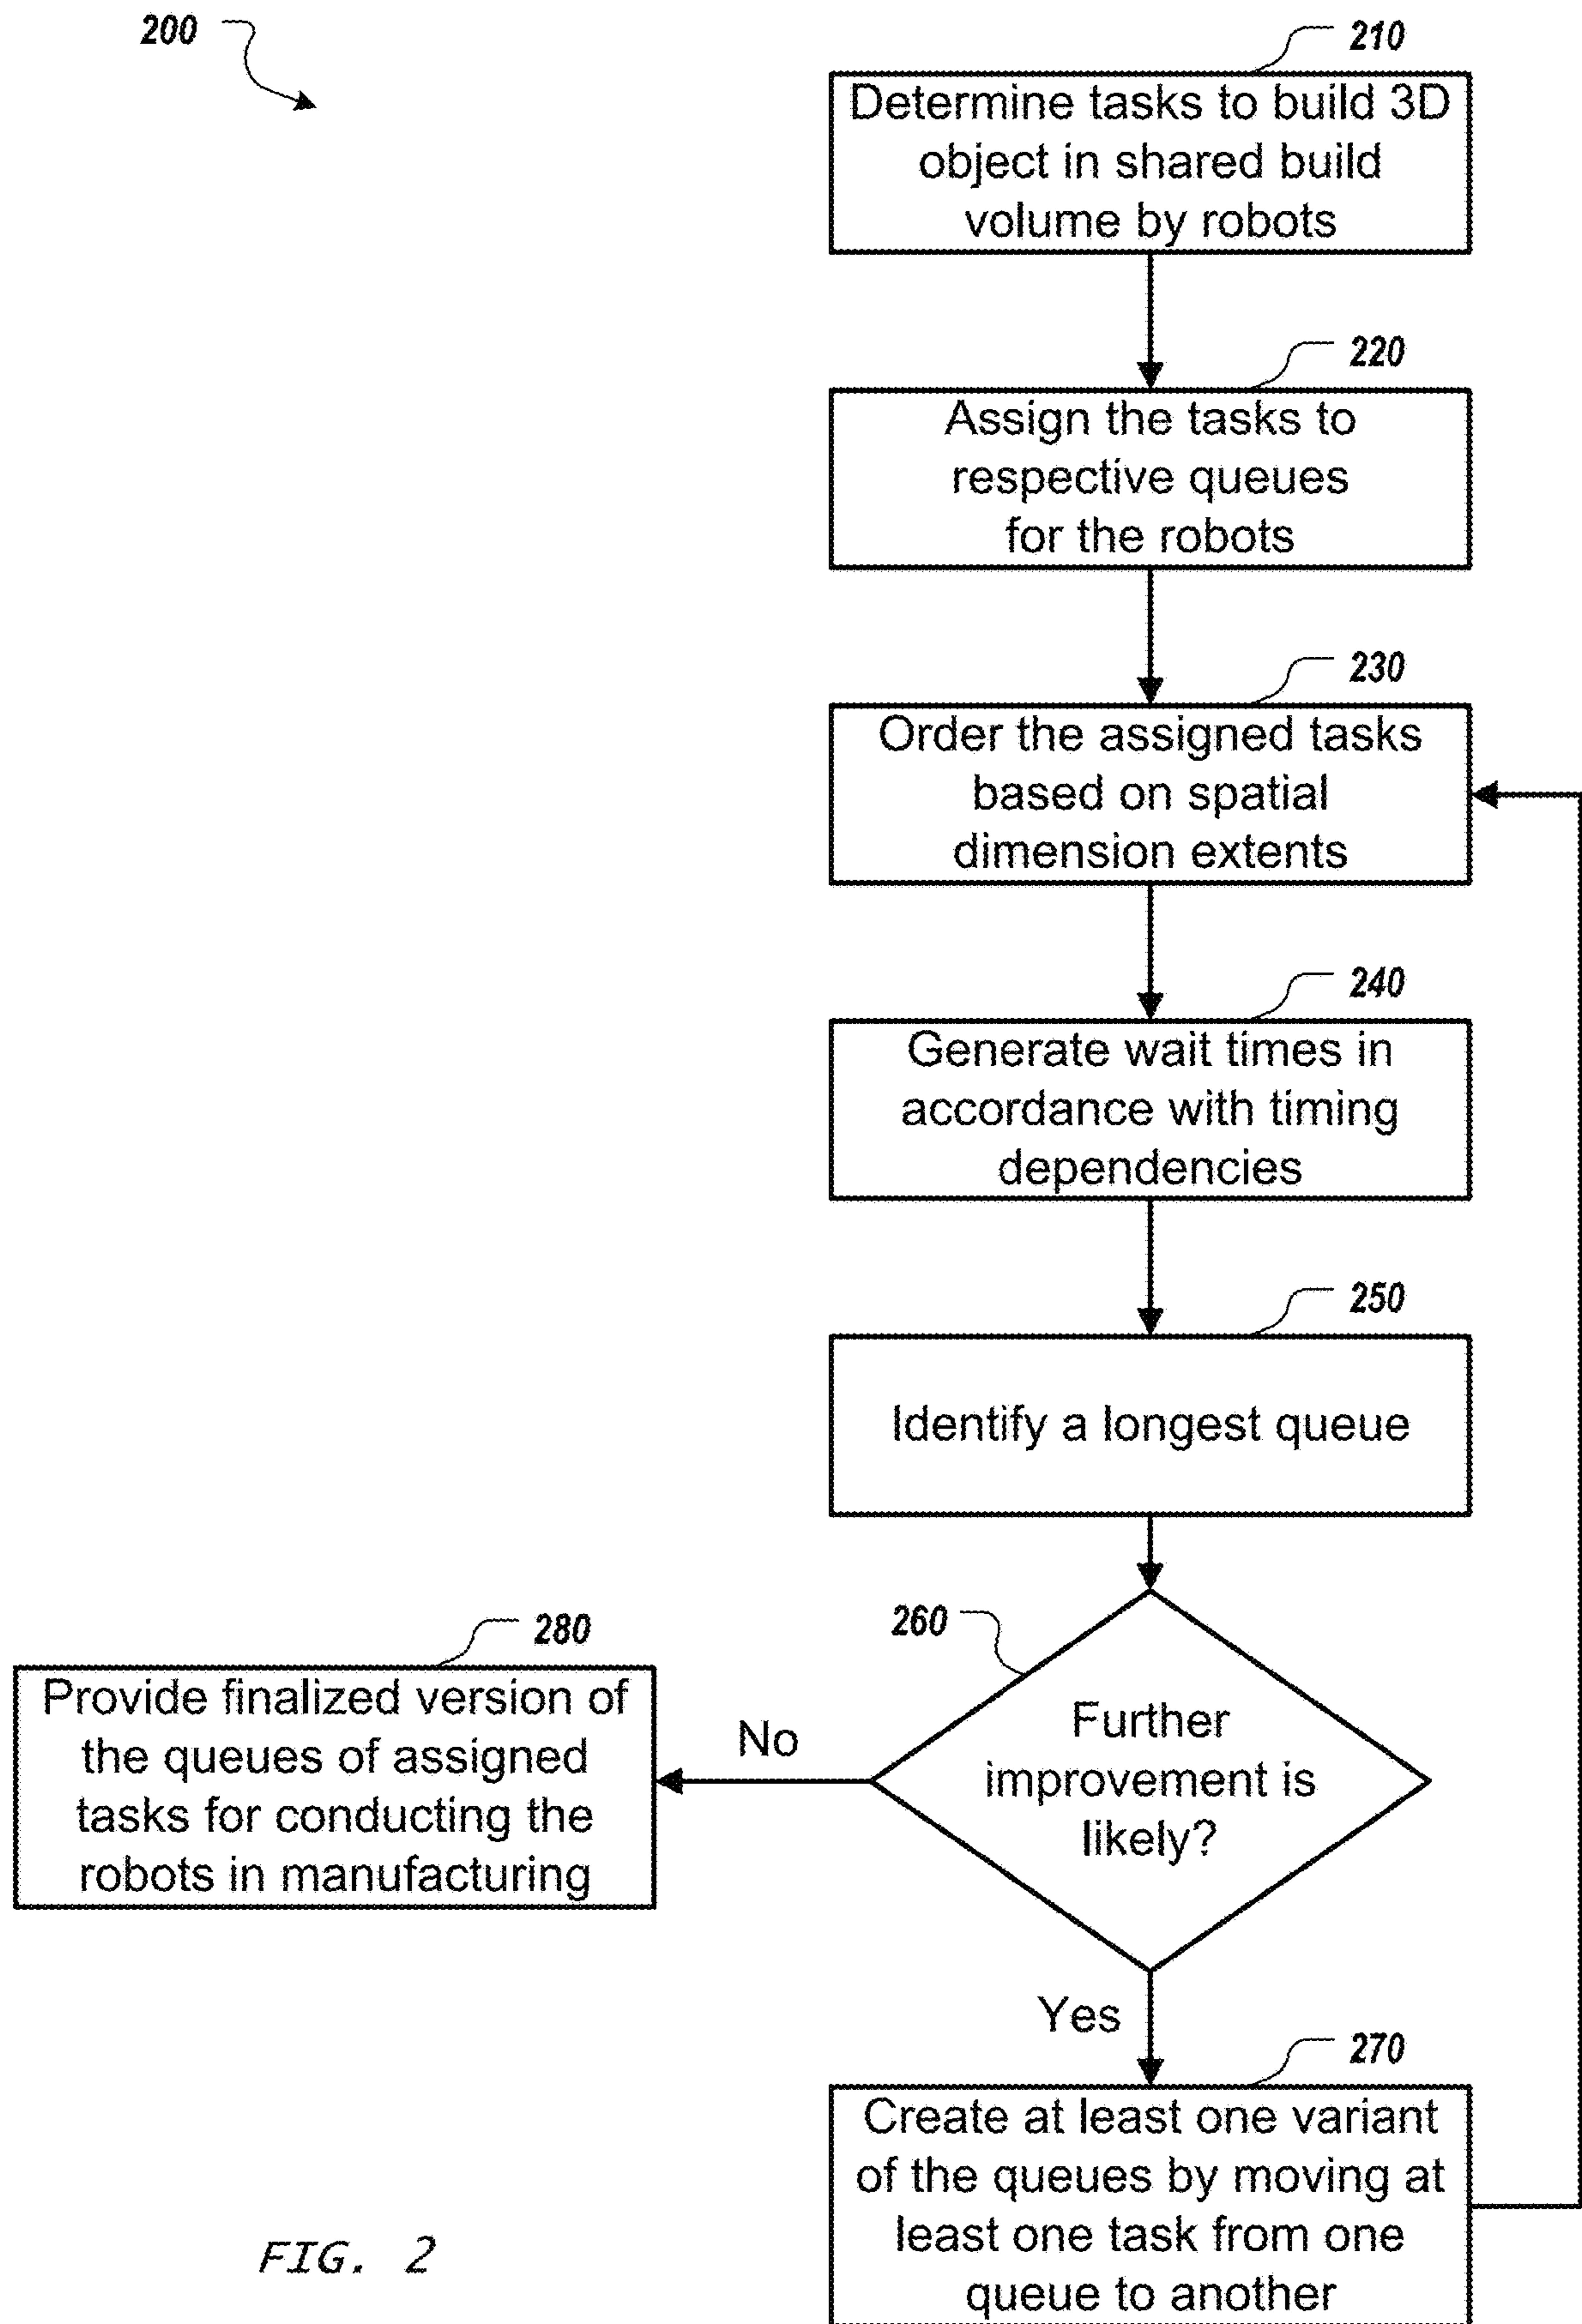 200
210
Determine tasks to build 3D
object in shared build
volume by robots
220
Assign the tasks to
respective queues
for the robots
230
Order the assigned tasks
based on spatial
dimension extents
240
Generate wait times in
accordance with timing
dependencies
250
Identify a longest queue
260
Further
improvement is
likely?
No
280
Provide finalized version of
the queues of assigned
tasks for conducting the
robots in manufacturing
Yes
270
Create at least one variant
of the queues by moving at
least one task from one
queue to another
FIG. 2